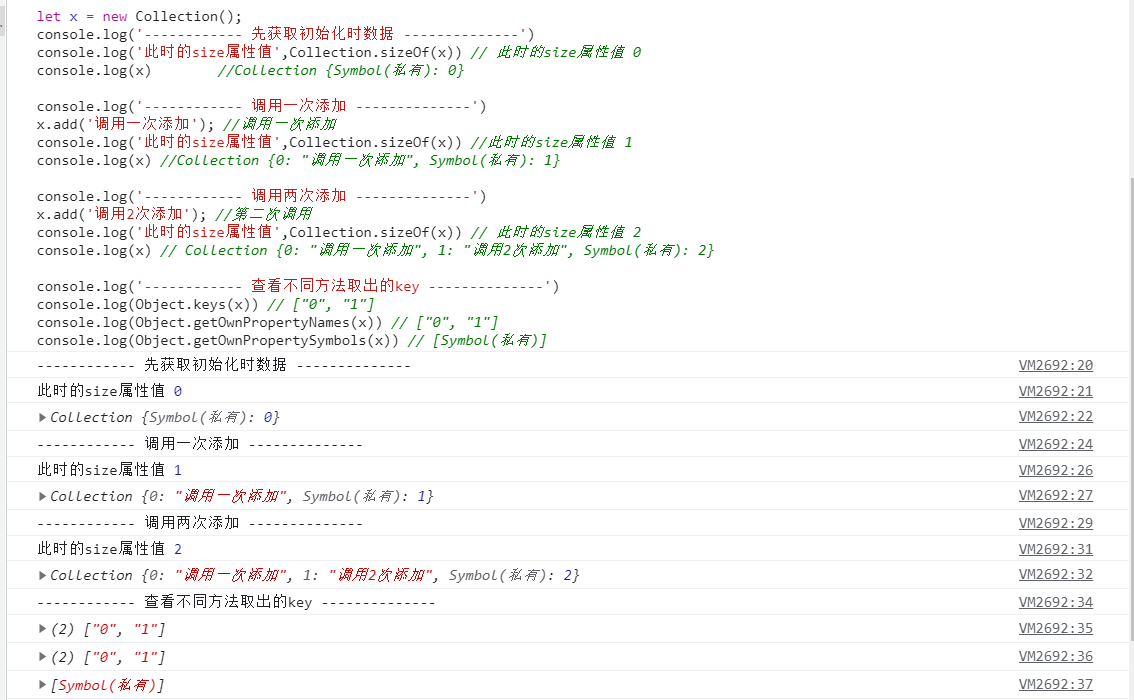 let x = new Collection();
console.log('------------ 先获取初始化时数据 --------------')
console.log('此时的size属性值',Collection.sizeOf(x)) // 此时的size属性值 0
console.log(x)        //Collection {Symbol(私有): 0}
console.log('------------ 调用一次添加 --------------')
x.add('调用一次添加'); //调用一次添加
console.log('此时的size属性值',Collection.sizeOf(x)) //此时的size属性值 1
console.log(x) //Collection {0: "调用一次添加", Symbol(私有): 1}
console.log('------------ 调用两次添加 --------------')
x.add('调用2次添加'); //第二次调用
console.log('此时的size属性值',Collection.sizeOf(x)) // 此时的size属性值 2
console.log(x) // Collection {0: "调用一次添加", 1: "调用2次添加", Symbol(私有): 2}
console.log('------------ 查看不同方法取出的key --------------')
console.log(Object.keys(x)) // ["0", "1"]
console.log(Object.getOwnPropertyNames(x)) // ["0", "1"]
console.log(Object.getOwnPropertySymbols(x)) // [Symbol(私有)]
------------ 先获取初始化时数据 -------------- VM2692:20
此时的size属性值 0 VM2692:21
Collection {Symbol(私有): 0} VM2692:22
------------ 调用一次添加 -------------- VM2692:24
此时的size属性值 1 VM2692:26
Collection {0: "调用一次添加", Symbol(私有): 1} VM2692:27
------------ 调用两次添加 -------------- VM2692:29
此时的size属性值 2 VM2692:31
Collection {0: "调用一次添加", 1: "调用2次添加", Symbol(私有): 2} VM2692:32
------------ 查看不同方法取出的key -------------- VM2692:34
(2) ["0", "1"] VM2692:35
(2) ["0", "1"] VM2692:36
[Symbol(私有)] VM2692:37